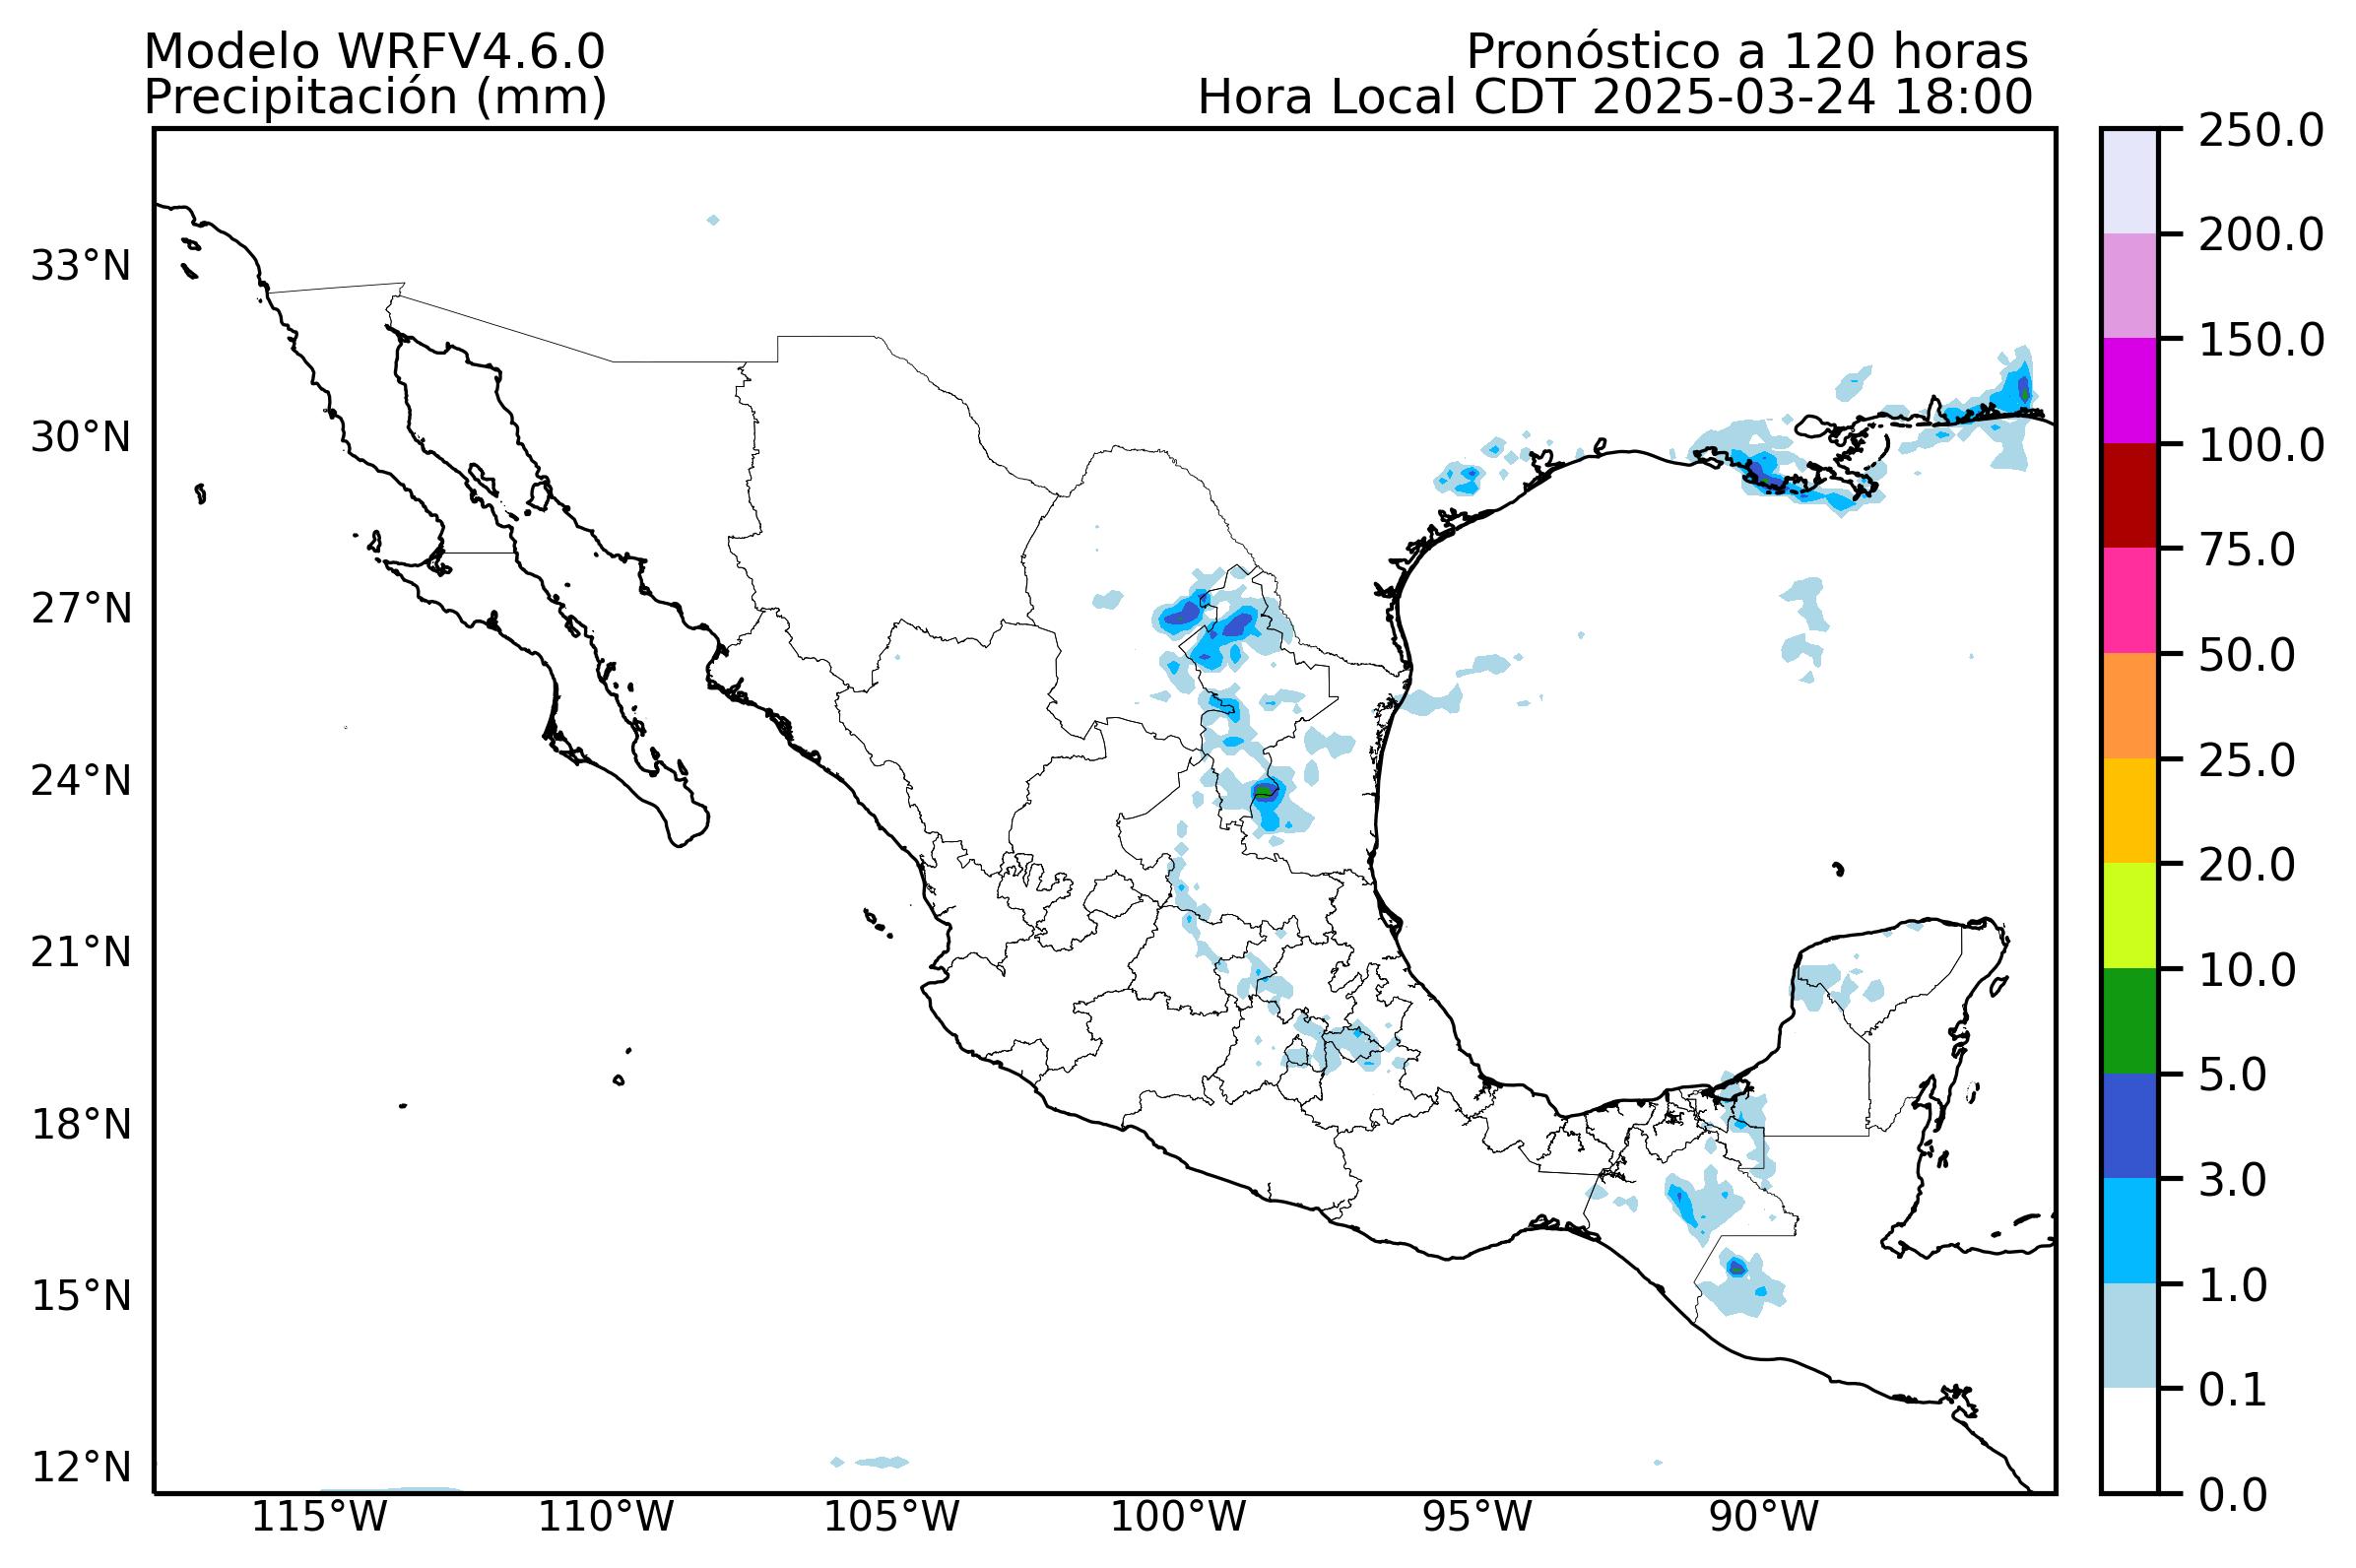 Modelo WRFV4.6.0
Precipitación (mm)
Pronóstico a 120 horas
Hora Local CDT 2025-03-24 18:00
33°N
30°N
27°N
24°N
21°N
18°N
15°N
12°N
115°W
110°W
105°W
100°W
95°W
90°W
250.0
200.0
150.0
100.0
75.0
50.0
25.0
20.0
10.0
5.0
3.0
1.0
0.1
0.0